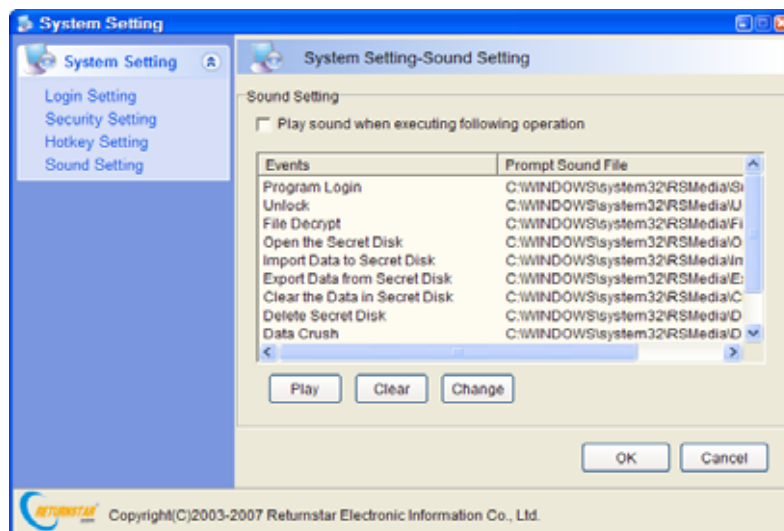 System Setting
System Setting
Login Setting
Security Setting
Hotkey Setting
Sound Setting
System Setting-Sound Setting
Sound Setting
Play sound when executing following operation
Events Prompt Sound File
Program Login C:\WINDOWS\system32\RSMedia\S
Unlock C:\WINDOWS\system32\RSMedia\U
File Decrypt C:\WINDOWS\system32\RSMedia\Fi
Open the Secret Disk C:\WINDOWS\system32\RSMedia\O
Import Data to Secret Disk C:\WINDOWS\system32\RSMedia\Im
Export Data from Secret Disk C:\WINDOWS\system32\RSMedia\E
Clear the Data in Secret Disk C:\WINDOWS\system32\RSMedia\C
Delete Secret Disk C:\WINDOWS\system32\RSMedia\D
Data Crush C:\WINDOWS\system32\RSMedia\D
Play Clear Change
OK Cancel
RETURNSTAR Copyright(C)2003-2007 Returnstar Electronic Information Co., Ltd.